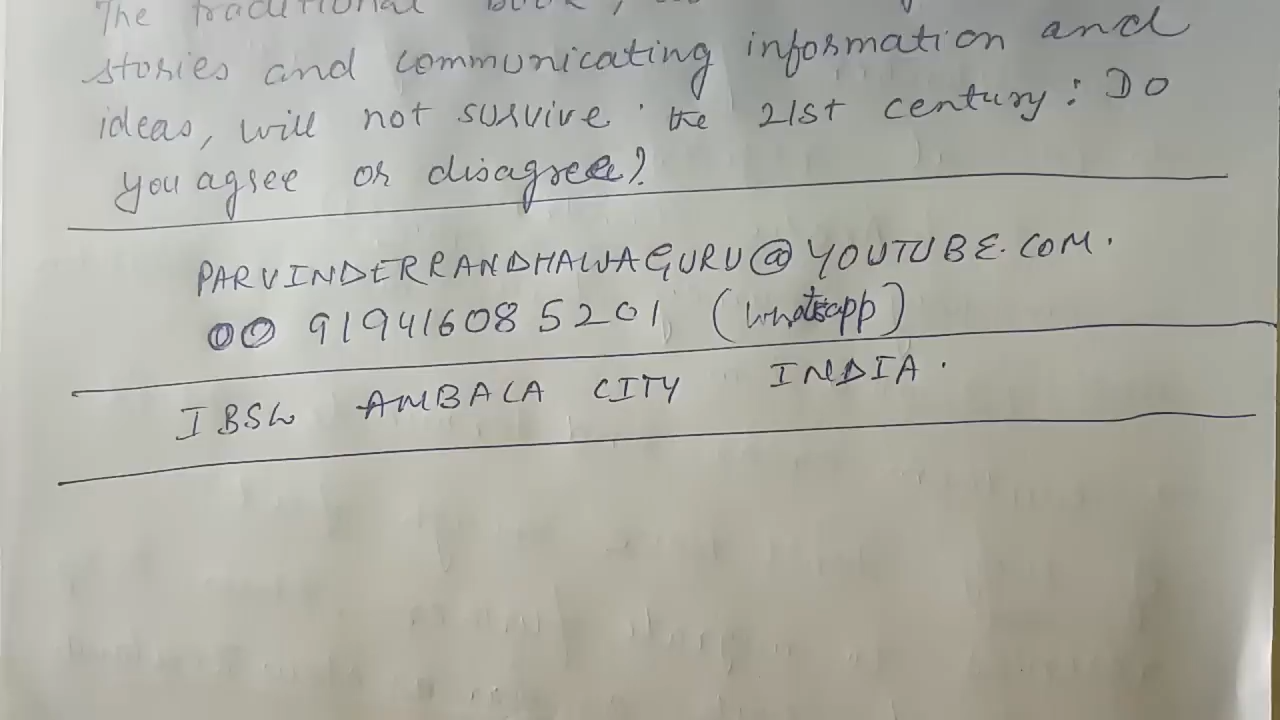 The traditional book,
stories and communicating information and
ideas, will not survive the 21st century: Do
you agree or disagree?
PARVINDERRANDHAWAGURU@YOUTUBE.COM.
00 919416085201 (whatsapp)
IBSW AMBALA CITY INDIA.